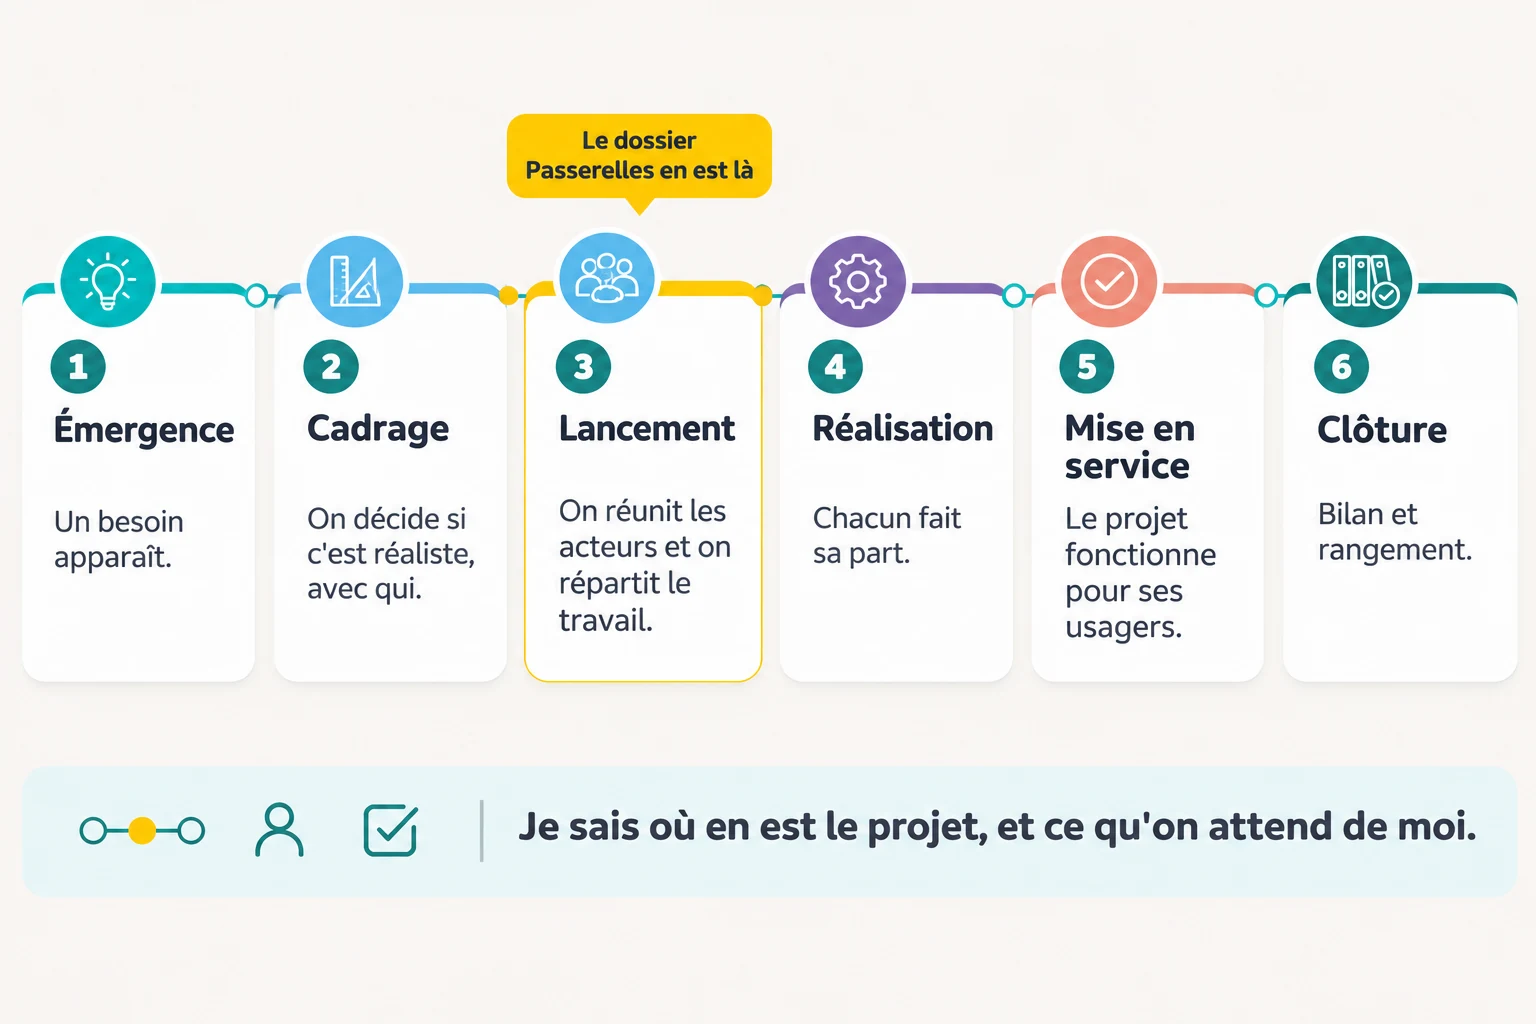 Le dossier
Passerelles en est là
1
Émergence
Un besoin
apparaît.
2
Cadrage
On décide si
c'est réaliste,
avec qui.
3
Lancement
On réunit les
acteurs et on
répartit le
travail.
4
Réalisation
Chacun fait
sa part.
5
Mise en
service
Le projet
fonctionne
pour ses
usagers.
6
Clôture
Bilan et
rangement.
Je sais où en est le projet, et ce qu'on attend de moi.